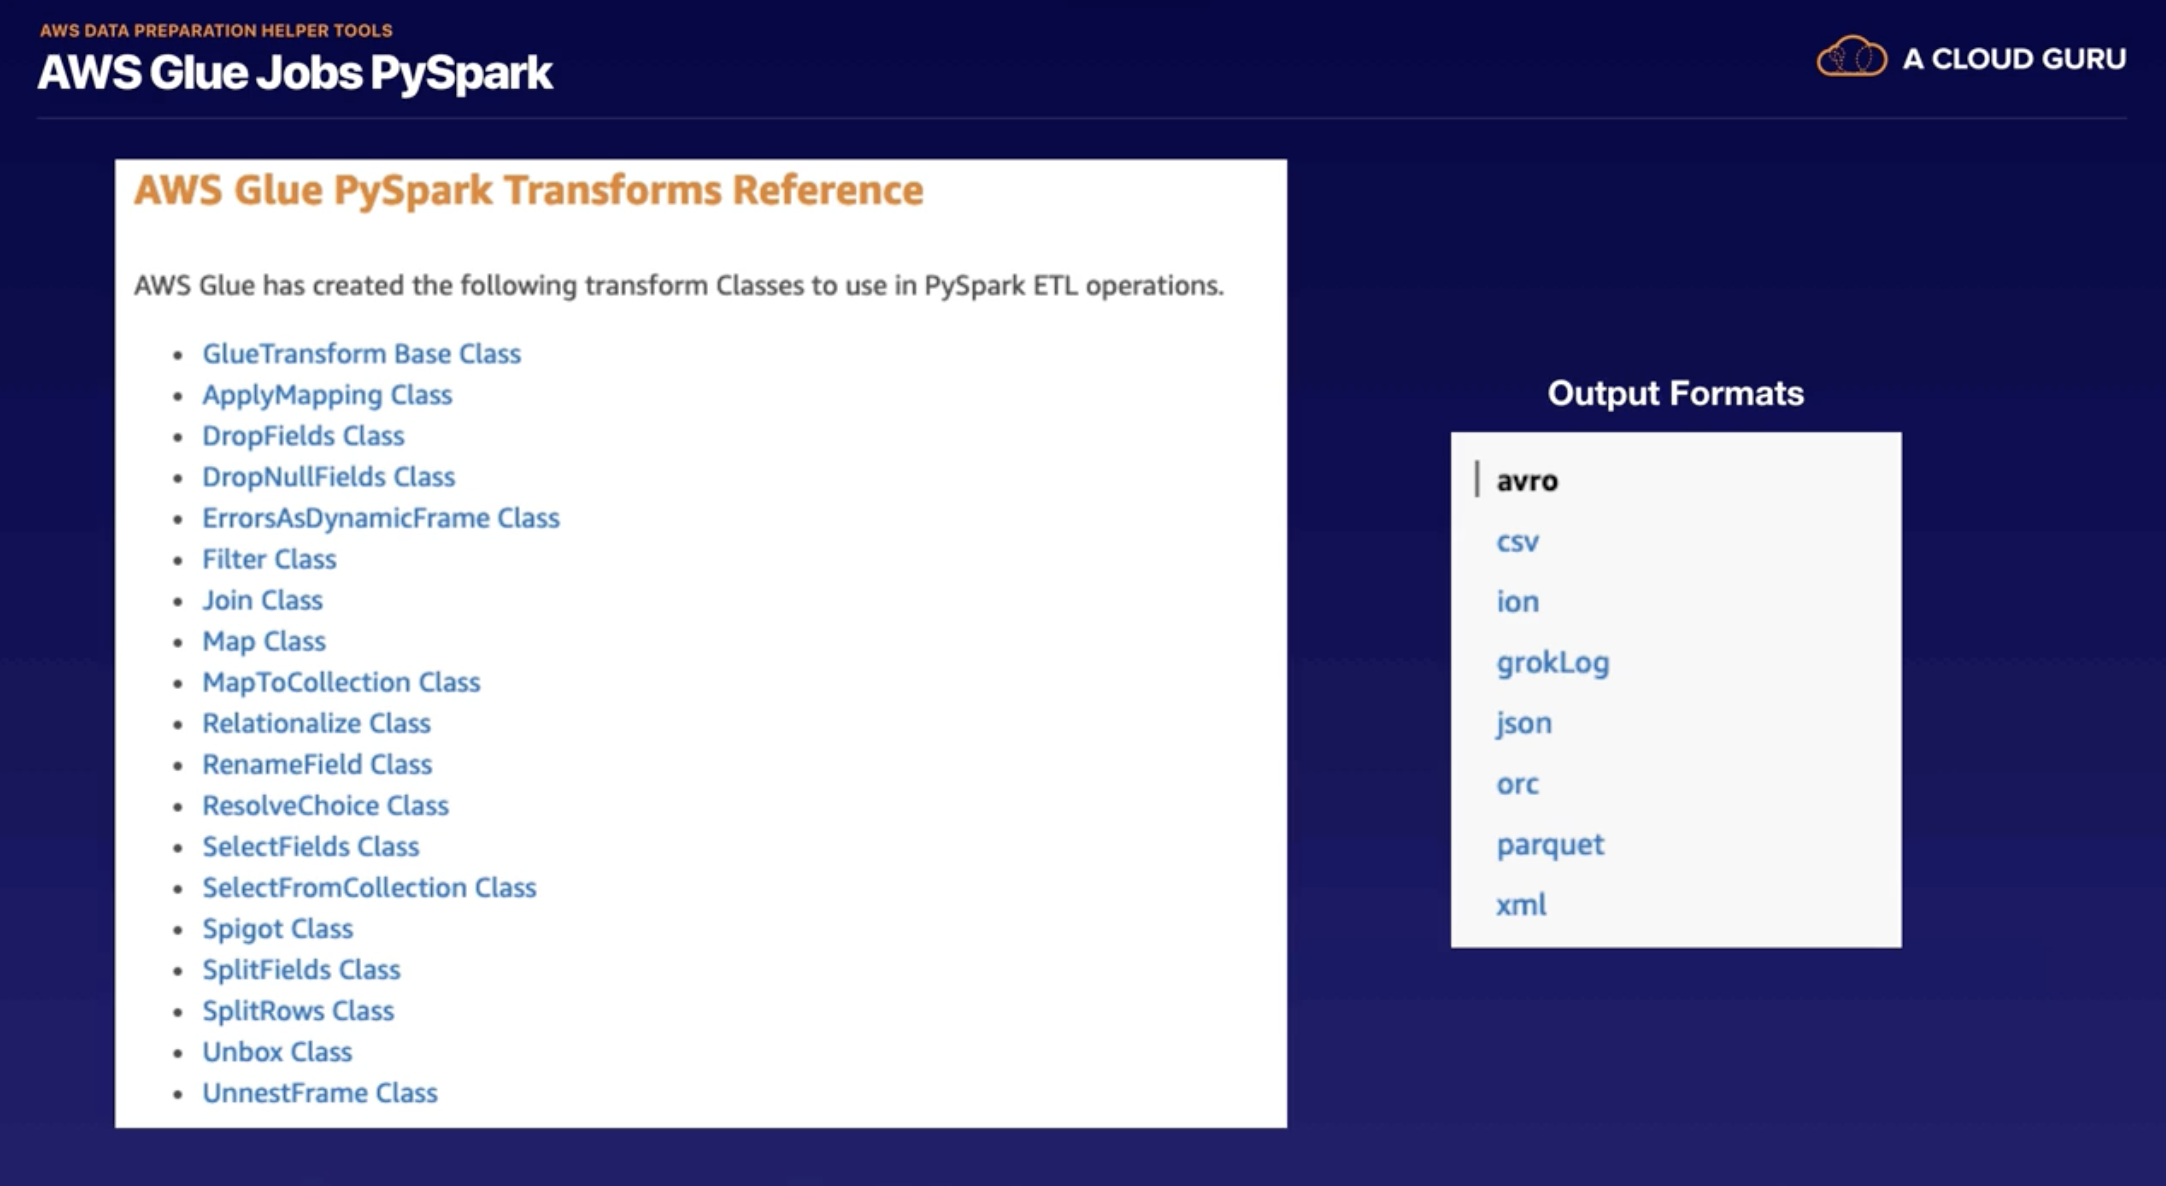 AWS DATA PREPARATION HELPER TOOLS
AWS Glue Jobs PySpark
A CLOUD GURU
AWS Glue PySpark Transforms Reference
AWS Glue has created the following transform Classes to use in PySpark ETL operations.
• GlueTransform Base Class
• ApplyMapping Class
• DropFields Class
• DropNullFields Class
• ErrorsAsDynamicFrame Class
• Filter Class
• Join Class
• Map Class
• MapToCollection Class
• Relationalize Class
• RenameField Class
• ResolveChoice Class
• SelectFields Class
• SelectFromCollection Class
• Spigot Class
• SplitFields Class
• SplitRows Class
• Unbox Class
• UnnestFrame Class
Output Formats
avro
csv
ion
grokLog
json
orc
parquet
xml